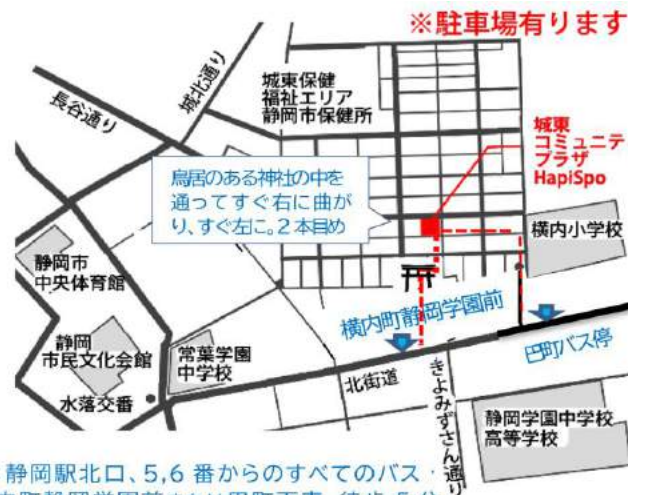 ※駐車場有ります
城北通り
長谷通り
城東保健
福祉エリア
静岡市保健所
城東
コミュニテ
プラザ
HapiSpo
鳥居のある神社の中を
通ってすぐ右に曲が
り、すぐ左に。2本目め
横内小学校
静岡市
中央体育館
横内町静岡学園前
巴町バス停
静岡
市民文化会館
常葉学園
中学校
北街道
きよみずさん通り
水落交番
静岡学園中学校
高等学校
静岡駅北口、5,6番からのすべてのバス・